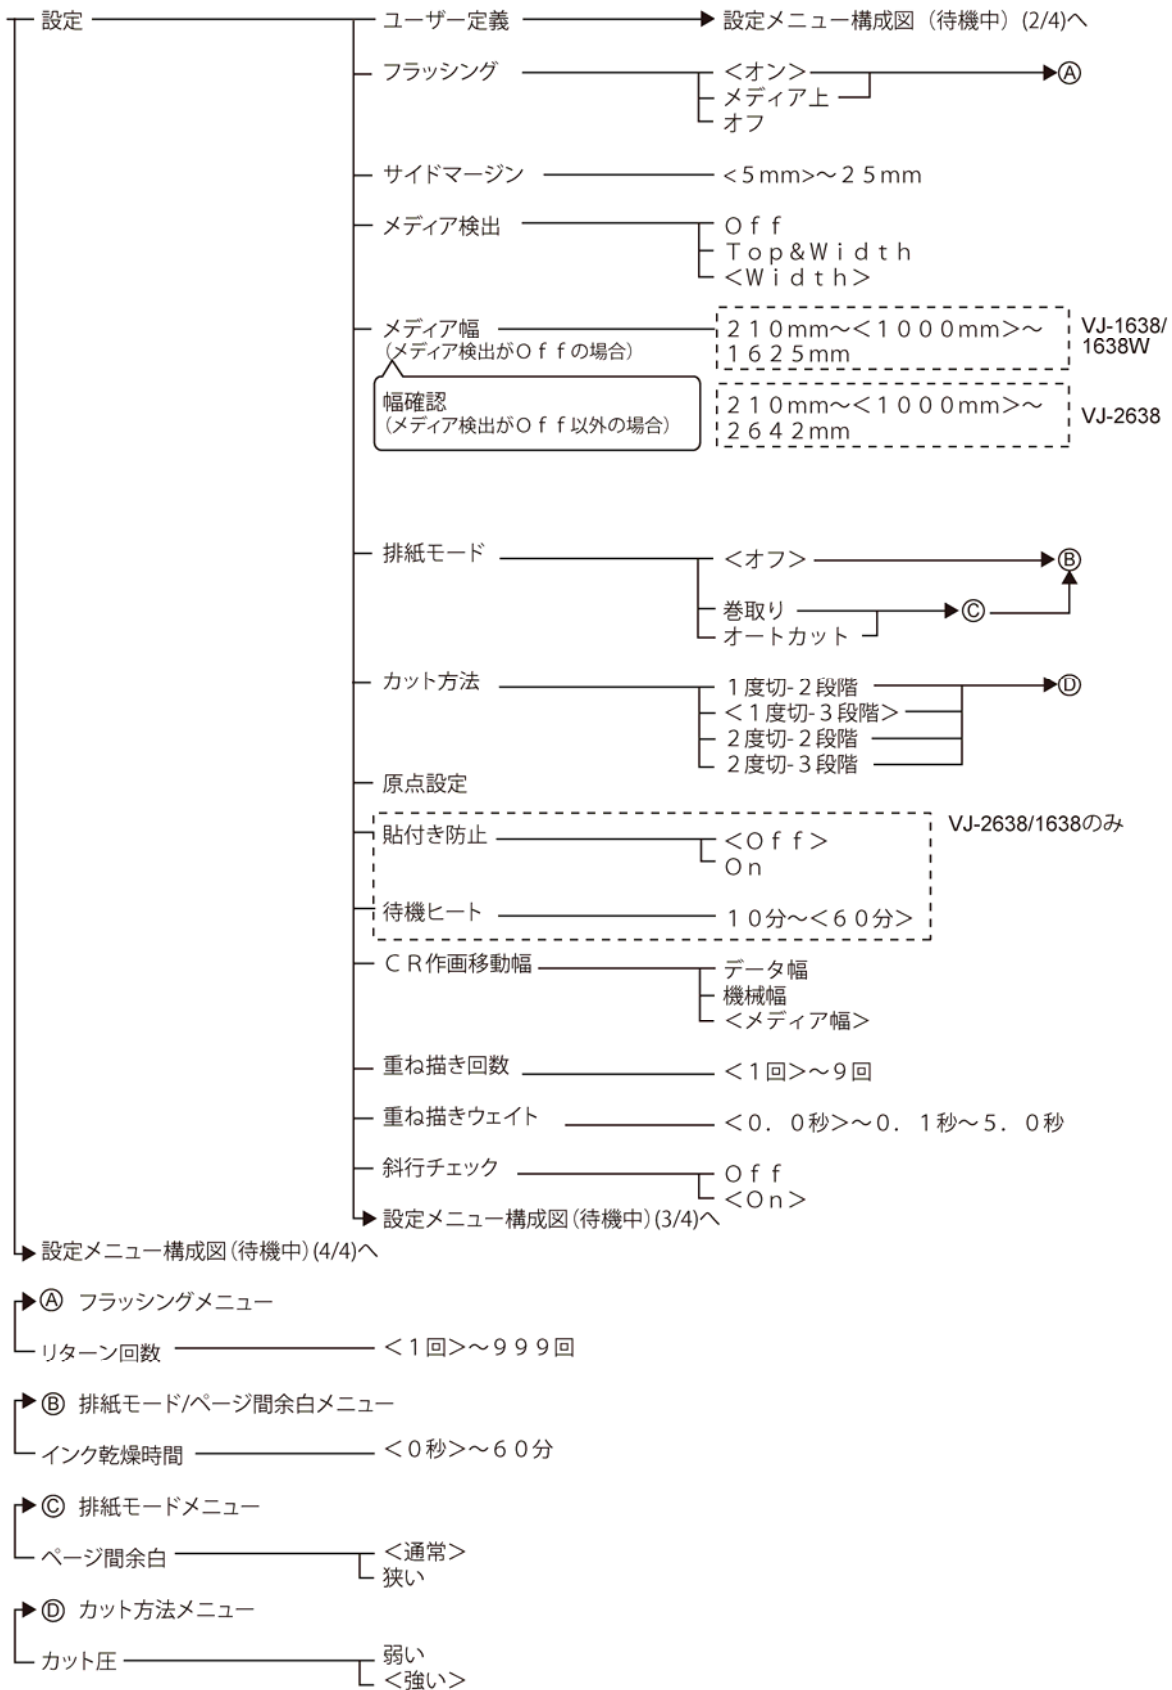 設定
ユーザー定義
設定メニュー構成図（待機中）(2/4)へ
フラッシング
＜オン＞
Ⓐ
メディア上
オフ
サイドマージン
<５mm>～２５mm
メディア検出
Ｏｆｆ
Ｔｏｐ＆Ｗｉｄｔｈ
＜Ｗｉｄｔｈ＞
メディア幅
(メディア検出がＯｆｆの場合)
２１０mm～＜１０００mm＞～
１６２５mm
VJ-1638/
1638W
幅確認
(メディア検出がＯｆｆ以外の場合)
２１０mm～＜１０００mm＞～
２６４２mm
VJ-2638
排紙モード
＜オフ＞
Ⓑ
巻取り
Ⓒ
オートカット
カット方法
１度切-２段階
Ⓓ
＜１度切-３段階＞
２度切-２段階
２度切-３段階
原点設定
貼付き防止
＜Ｏｆｆ＞
Ｏｎ
VJ-2638/1638のみ
待機ヒート
１０分～＜６０分＞
ＣＲ作画移動幅
データ幅
機械幅
＜メディア幅＞
重ね描き回数
＜１回＞～９回
重ね描きウェイト
＜０．０秒＞～０．１秒～５．０秒
斜行チェック
Ｏｆｆ
＜Ｏｎ＞
設定メニュー構成図(待機中)(3/4)へ
設定メニュー構成図(待機中)(4/4)へ
Ⓐ フラッシングメニュー
リターン回数
＜１回＞～９９９回
Ⓑ 排紙モード/ページ間余白メニュー
インク乾燥時間
＜０秒＞～６０分
Ⓒ 排紙モードメニュー
ページ間余白
＜通常＞
狭い
Ⓓ カット方法メニュー
カット圧
弱い
＜強い＞